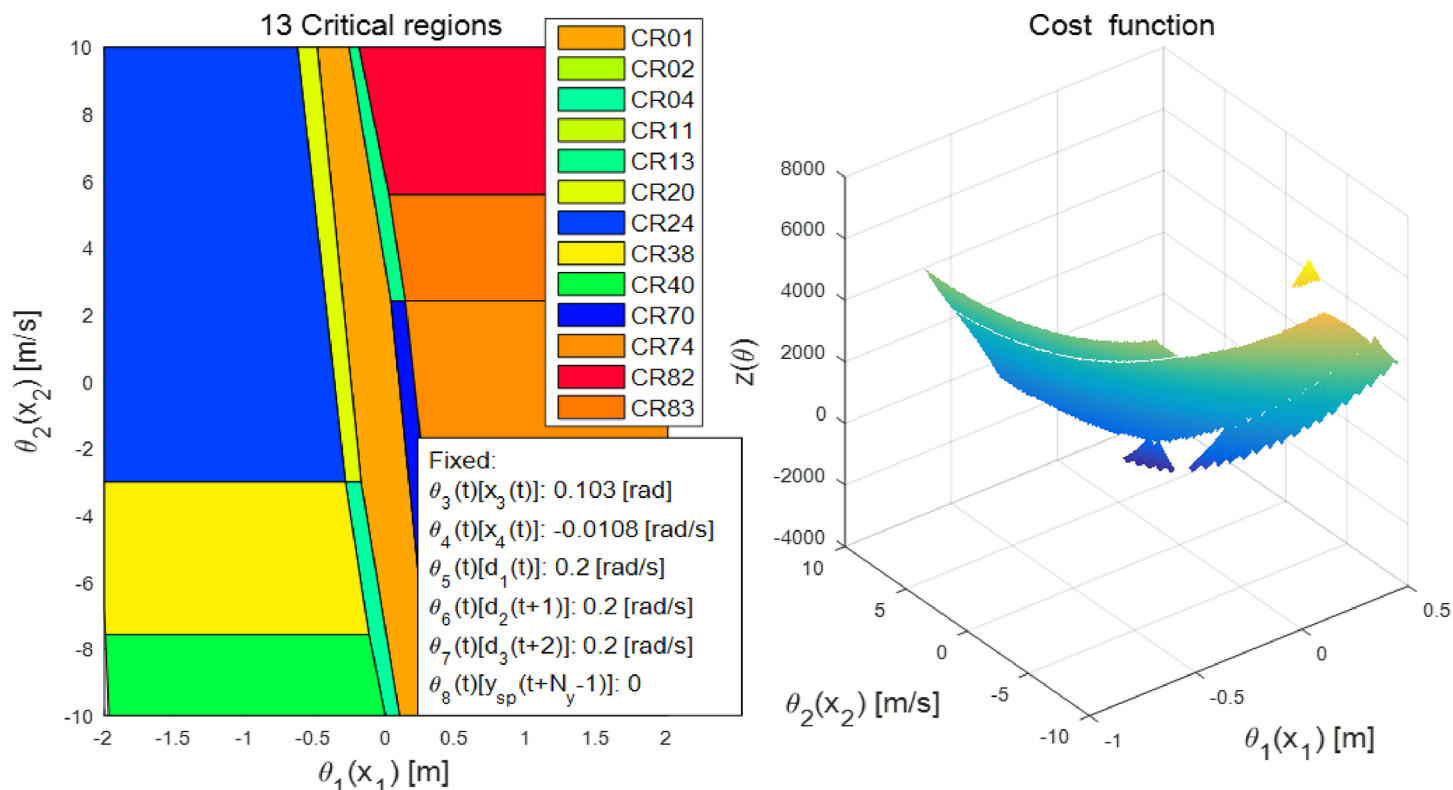 13 Critical regions
10
8
6
4
2
0
-2
-4
-6
-8
-10
θ₂(x₂) [m/s]
-2
-1.5
-1
-0.5
0
0.5
1
1.5
2
θ₁(x₁) [m]
CR01
CR02
CR04
CR11
CR13
CR20
CR24
CR38
CR40
CR70
CR74
CR82
CR83
Fixed:
θ₃(t)[x₃(t)]: 0.103 [rad]
θ₄(t)[x₄(t)]: -0.0108 [rad/s]
θ₅(t)[d₁(t)]: 0.2 [rad/s]
θ₆(t)[d₂(t+1)]: 0.2 [rad/s]
θ₇(t)[d₃(t+2)]: 0.2 [rad/s]
θ₈(t)[y_sp(t+N_y-1)]: 0
Cost function
8000
6000
4000
2000
0
-2000
-4000
z(θ)
10
5
0
-5
-10
θ₂(x₂) [m/s]
-1
-0.5
0
0.5
θ₁(x₁) [m]